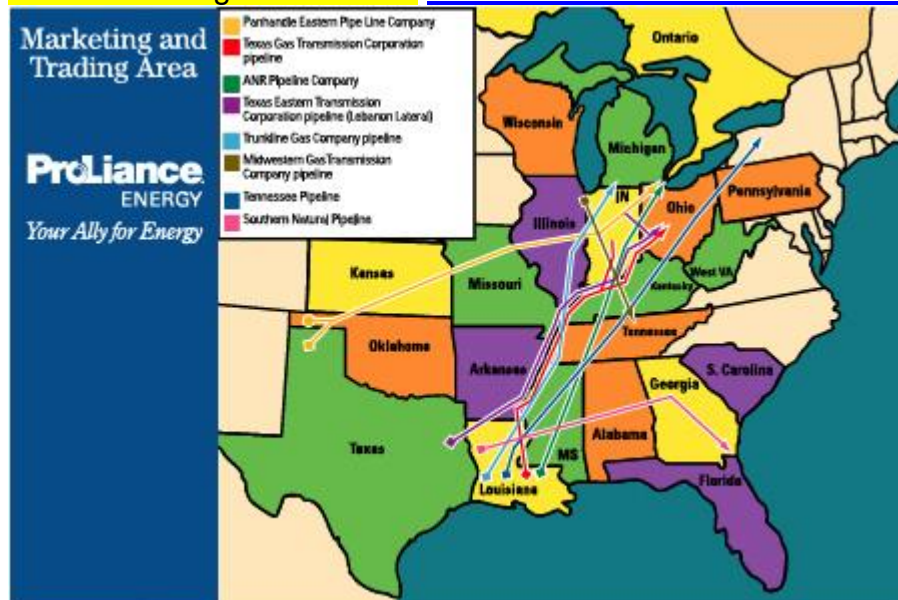 Marketing and
Trading Area
ProLiance
ENERGY
Your Ally for Energy
Panhandle Eastern Pipe Line Company
Texas Gas Transmission Corporation
pipeline
ANR Pipeline Company
Texas Eastern Transmission
Corporation pipeline (Lebanon Lateral)
Trunkline Gas Company pipeline
Midwestern Gas Transmission
Company pipeline
Tennessee Pipeline
Southern Natural Pipeline
Ontario
Wisconsin
Michigan
IN
Ohio
Pennsylvania
Illinois
West VA
Kansas
Missouri
Kentucky
Tennessee
Oklahoma
Arkansas
Georgia
S. Carolina
Texas
MS
Alabama
Louisiana
Florida